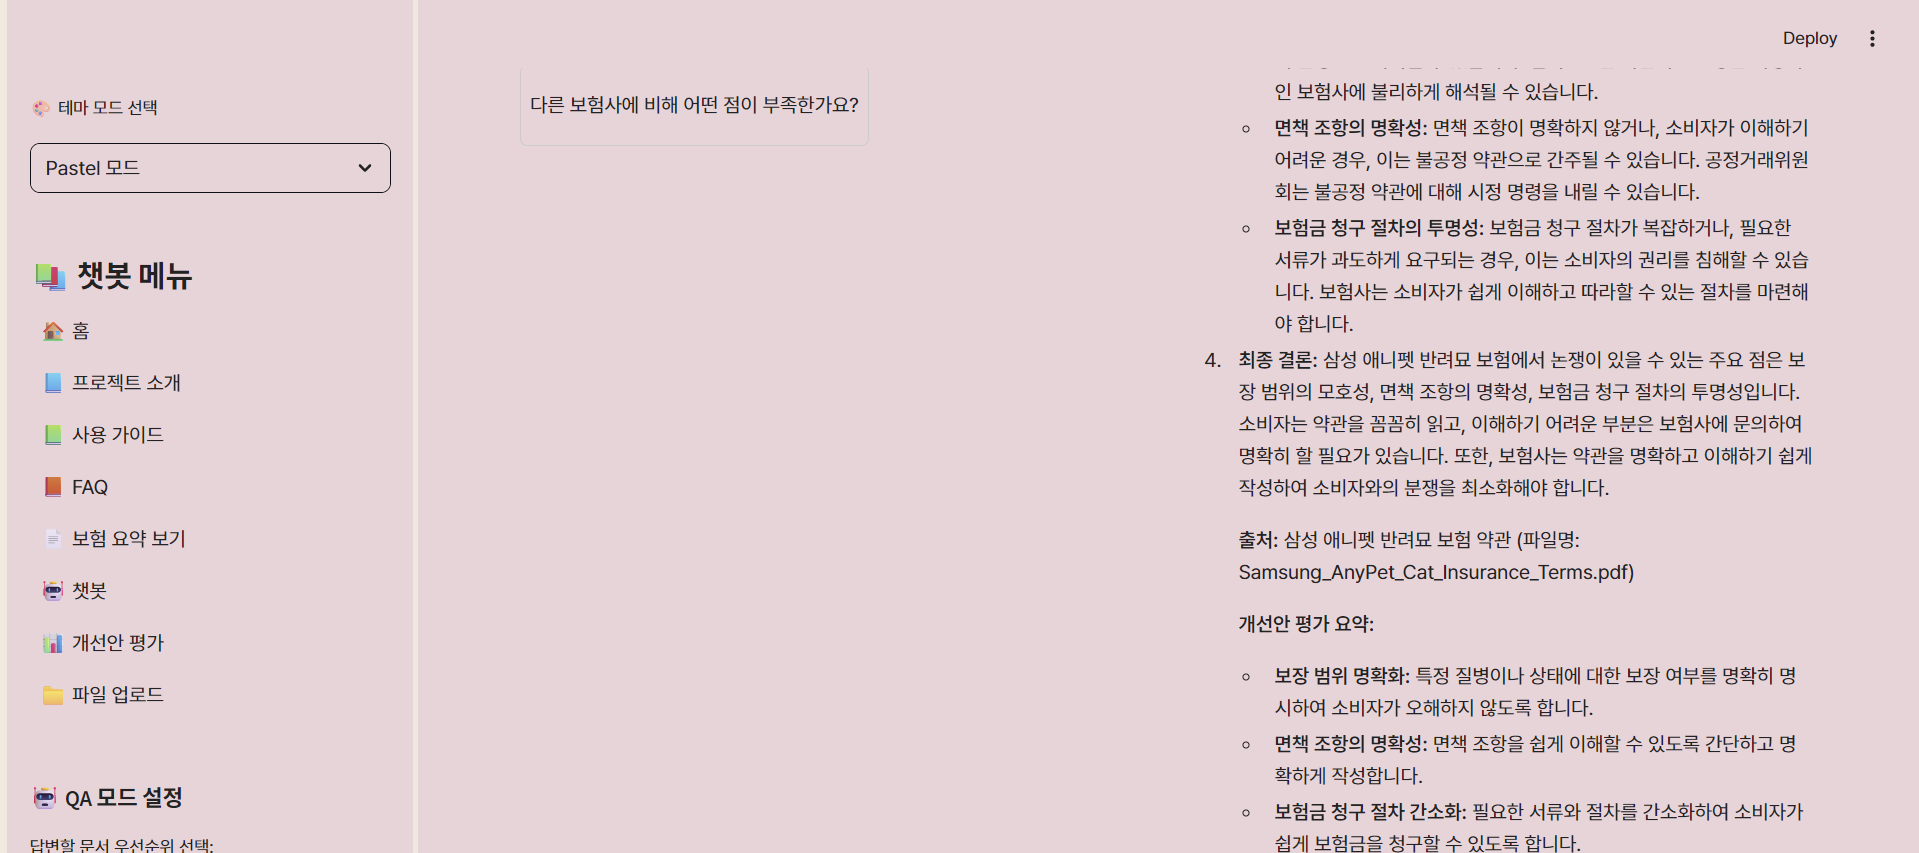 Deploy
테마 모드 선택
Pastel 모드
챗봇 메뉴
홈
프로젝트 소개
사용 가이드
FAQ
보험 요약 보기
챗봇
개선안 평가
파일 업로드
QA 모드 설정
답변할 문서 우선순위 선택:
다른 보험사에 비해 어떤 점이 부족한가요?
인 보험사에 불리하게 해석될 수 있습니다.
면책 조항의 명확성: 면책 조항이 명확하지 않거나, 소비자가 이해하기
어려운 경우, 이는 불공정 약관으로 간주될 수 있습니다. 공정거래위원
회는 불공정 약관에 대해 시정 명령을 내릴 수 있습니다.
보험금 청구 절차의 투명성: 보험금 청구 절차가 복잡하거나, 필요한
서류가 과도하게 요구되는 경우, 이는 소비자의 권리를 침해할 수 있습
니다. 보험사는 소비자가 쉽게 이해하고 따라할 수 있는 절차를 마련해
야 합니다.
4. 최종 결론: 삼성 애니펫 반려묘 보험에서 논쟁이 있을 수 있는 주요 점은 보
장 범위의 모호성, 면책 조항의 명확성, 보험금 청구 절차의 투명성입니다.
소비자는 약관을 꼼꼼히 읽고, 이해하기 어려운 부분은 보험사에 문의하여
명확히 할 필요가 있습니다. 또한, 보험사는 약관을 명확하고 이해하기 쉽게
작성하여 소비자와의 분쟁을 최소화해야 합니다.
출처: 삼성 애니펫 반려묘 보험 약관 (파일명:
Samsung_AnyPet_Cat_Insurance_Terms.pdf)
개선안 평가 요약:
보장 범위 명확화: 특정 질병이나 상태에 대한 보장 여부를 명확히 명
시하여 소비자가 오해하지 않도록 합니다.
면책 조항의 명확성: 면책 조항을 쉽게 이해할 수 있도록 간단하고 명
확하게 작성합니다.
보험금 청구 절차 간소화: 필요한 서류와 절차를 간소화하여 소비자가
쉽게 보험금을 청구할 수 있도록 합니다.